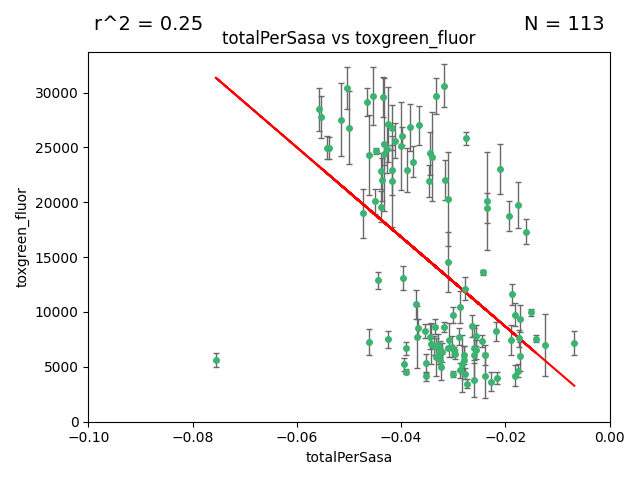 r^2 = 0.25
N = 113
totalPerSasa vs toxgreen_fluor
30000
25000
20000
15000
10000
5000
0
toxgreen_fluor
−0.10
−0.08
−0.06
−0.04
−0.02
0.00
totalPerSasa